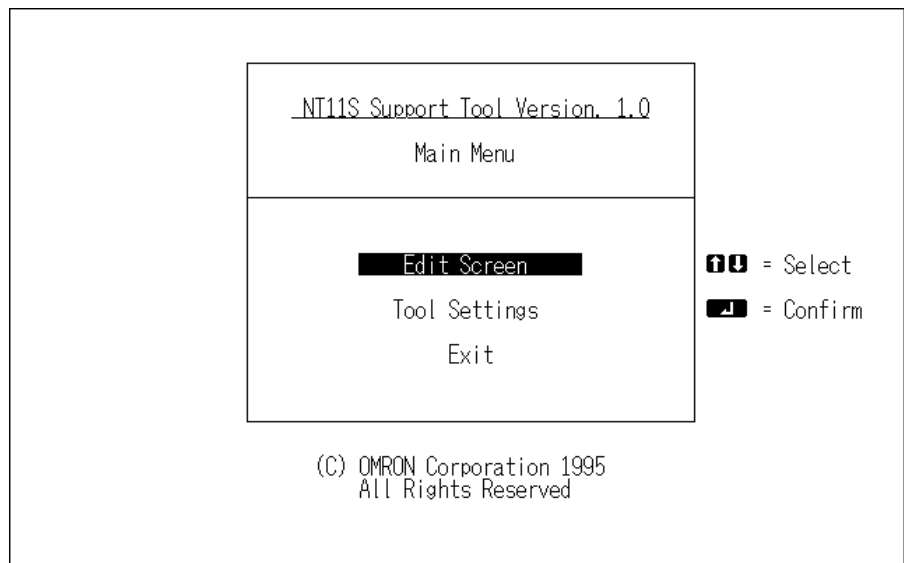 NT11S Support Tool Version. 1.0
Main Menu
Edit Screen
Tool Settings
Exit
↑↓ = Select
↵ = Confirm
(C) OMRON Corporation 1995
All Rights Reserved